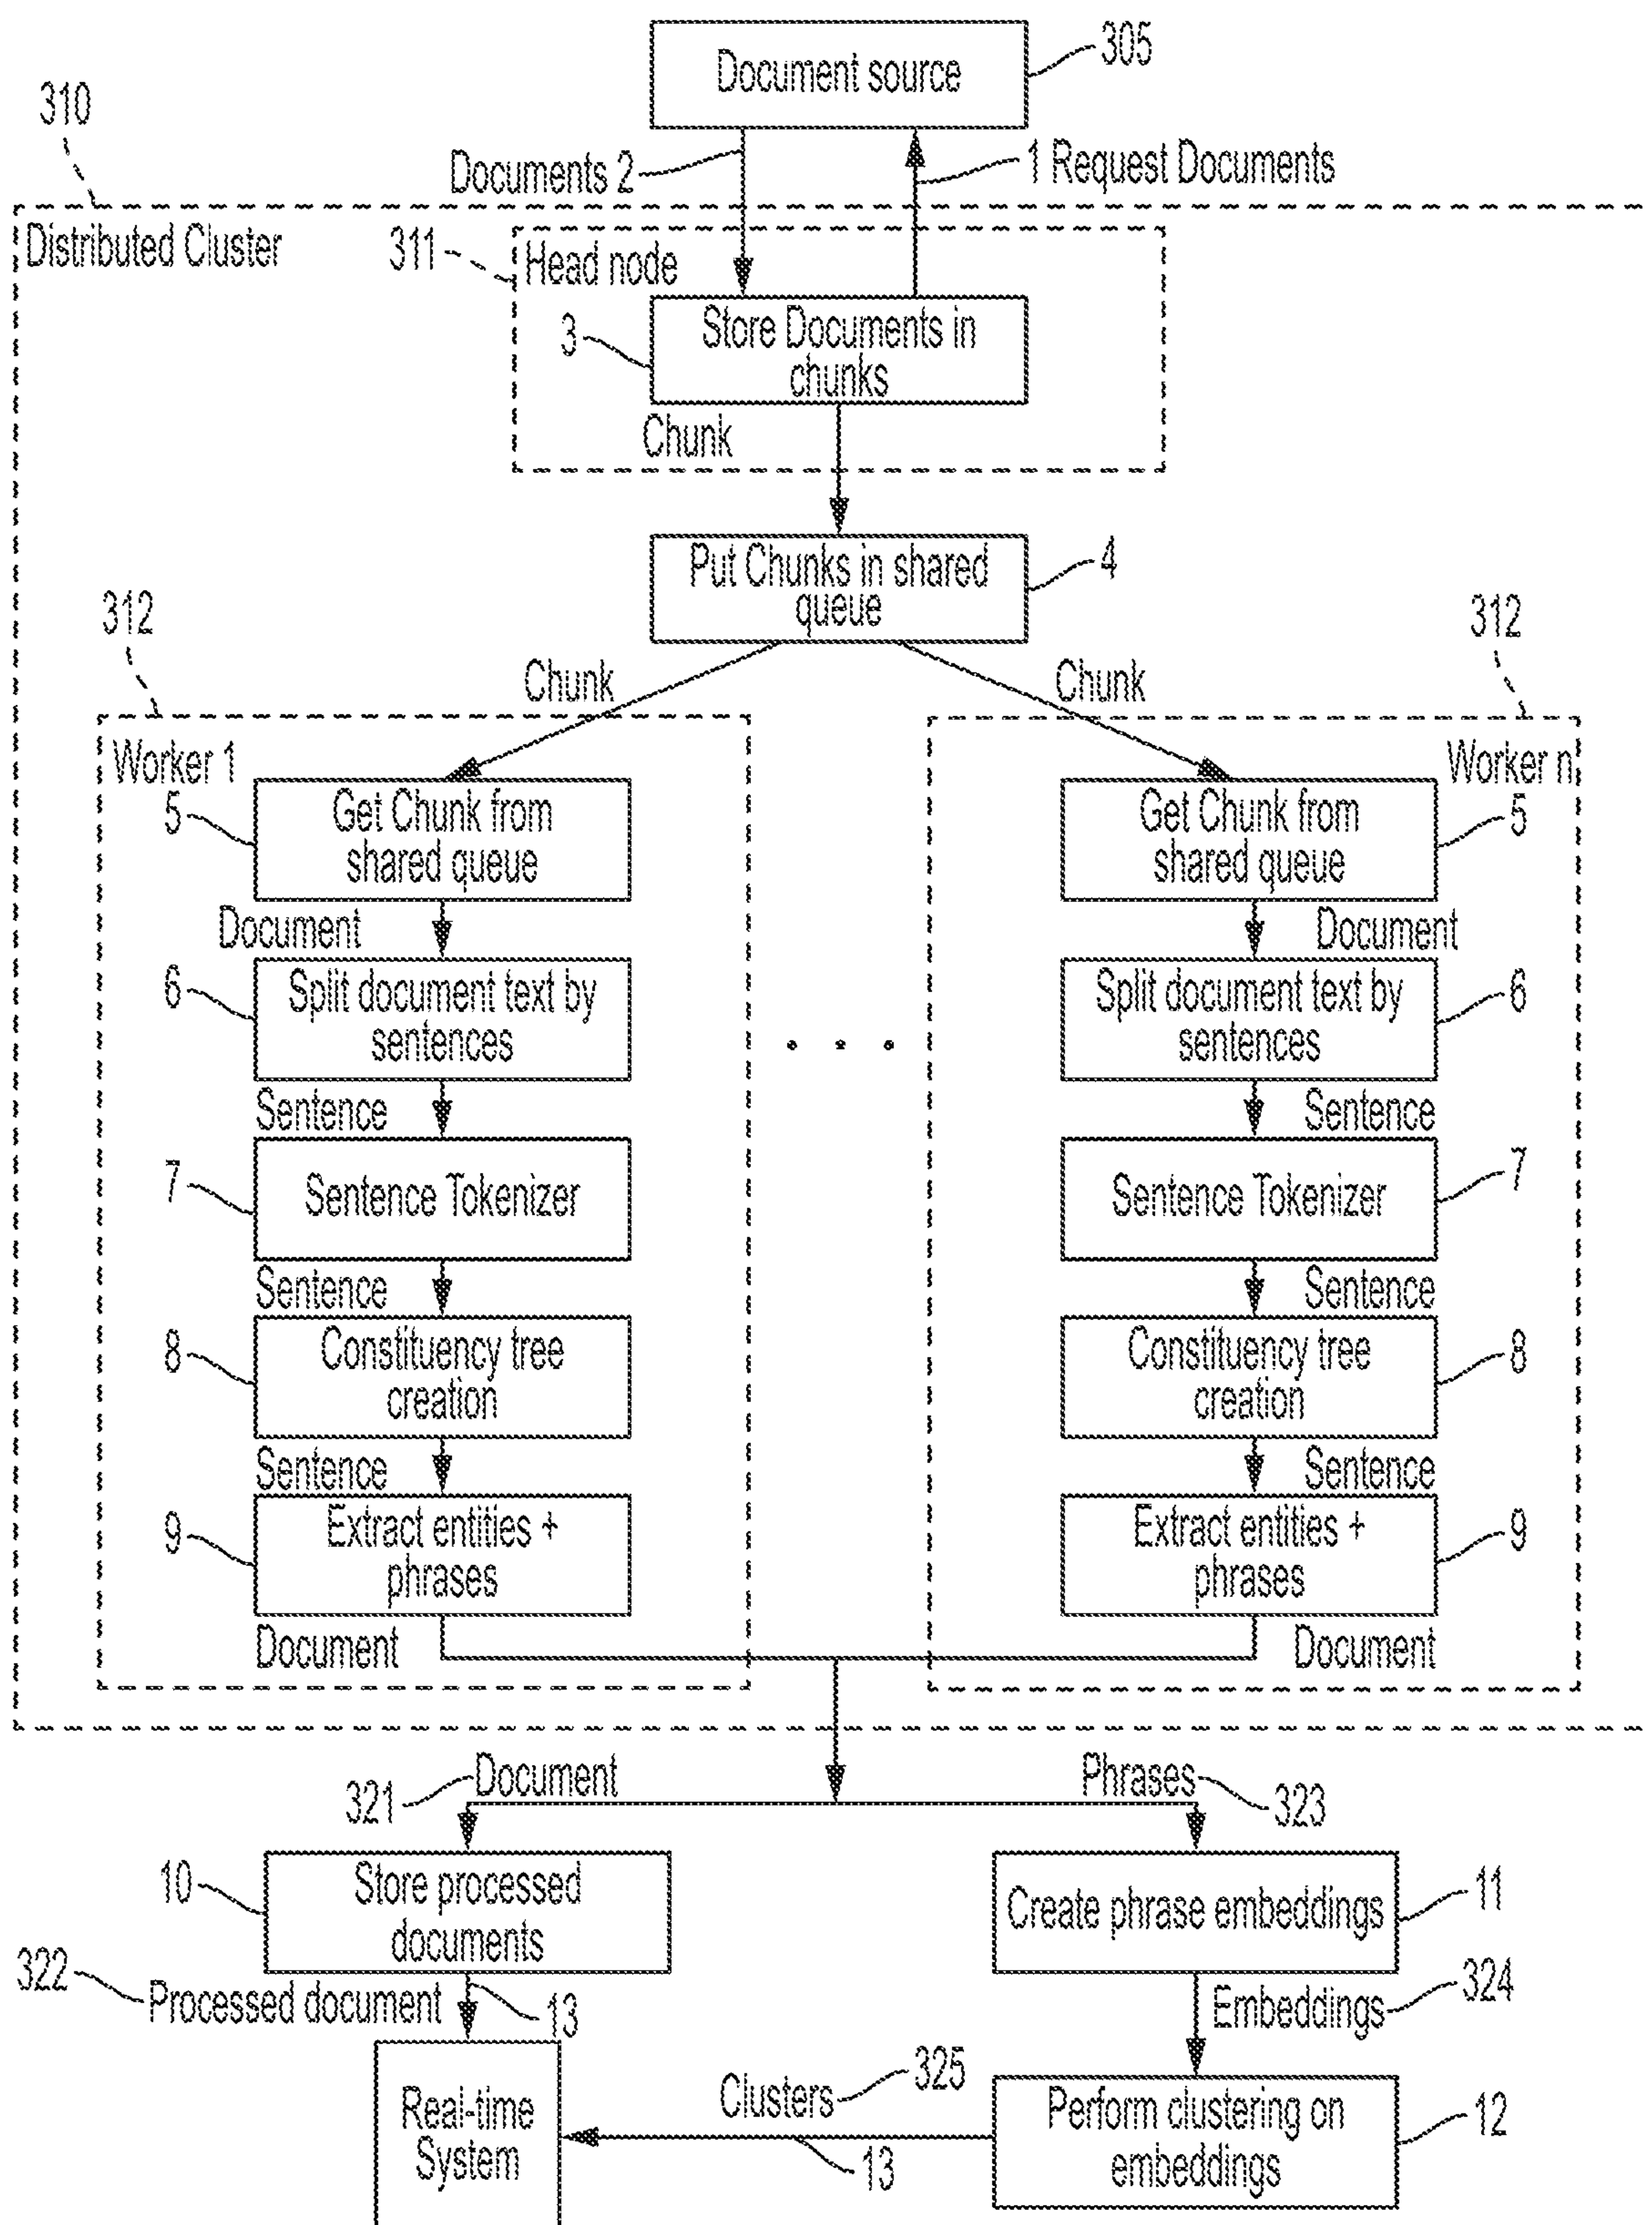 Document source
305
310
Documents 2
1 Request Documents
Distributed Cluster
311
Head node
3
Store Documents in
chunks
Chunk
Put Chunks in shared
queue
4
312
312
Chunk
Chunk
Worker 1
Worker n
5
Get Chunk from
shared queue
Get Chunk from
shared queue
5
Document
Document
6
Split document text by
sentences
. . .
Split document text by
sentences
6
Sentence
Sentence
7
Sentence Tokenizer
Sentence Tokenizer
7
Sentence
Sentence
8
Constituency tree
creation
Constituency tree
creation
8
Sentence
Sentence
9
Extract entities +
phrases
Extract entities +
phrases
9
Document
Document
321
Document
Phrases
323
10
Store processed
documents
Create phrase embeddings
11
322
Processed document
13
Embeddings
324
Real-time
System
Clusters
325
13
Perform clustering on
embeddings
12